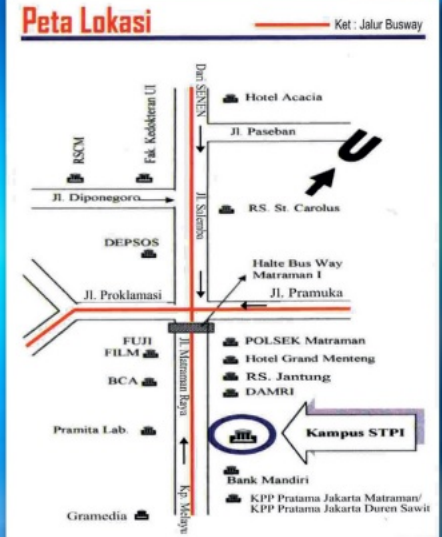 Peta Lokasi
Ket : Jalur Busway
Dari SENEN
Hotel Acacia
Jl. Paseban
RSCM
Fak. Kedokteran UI
U
Jl. Diponegoro
Jl. Salemba
RS. St. Carolus
DEPSOS
Halte Bus Way
Matraman I
Jl. Proklamasi
Jl. Pramuka
FUJI
FILM
Jl. Matraman Raya
POLSEK Matraman
Hotel Grand Menteng
BCA
RS. Jantung
DAMRI
Pramita Lab.
Kampus STPI
Bank Mandiri
Kp. Melayu
KPP Pratama Jakarta Matraman/
KPP Pratama Jakarta Duren Sawit
Gramedia